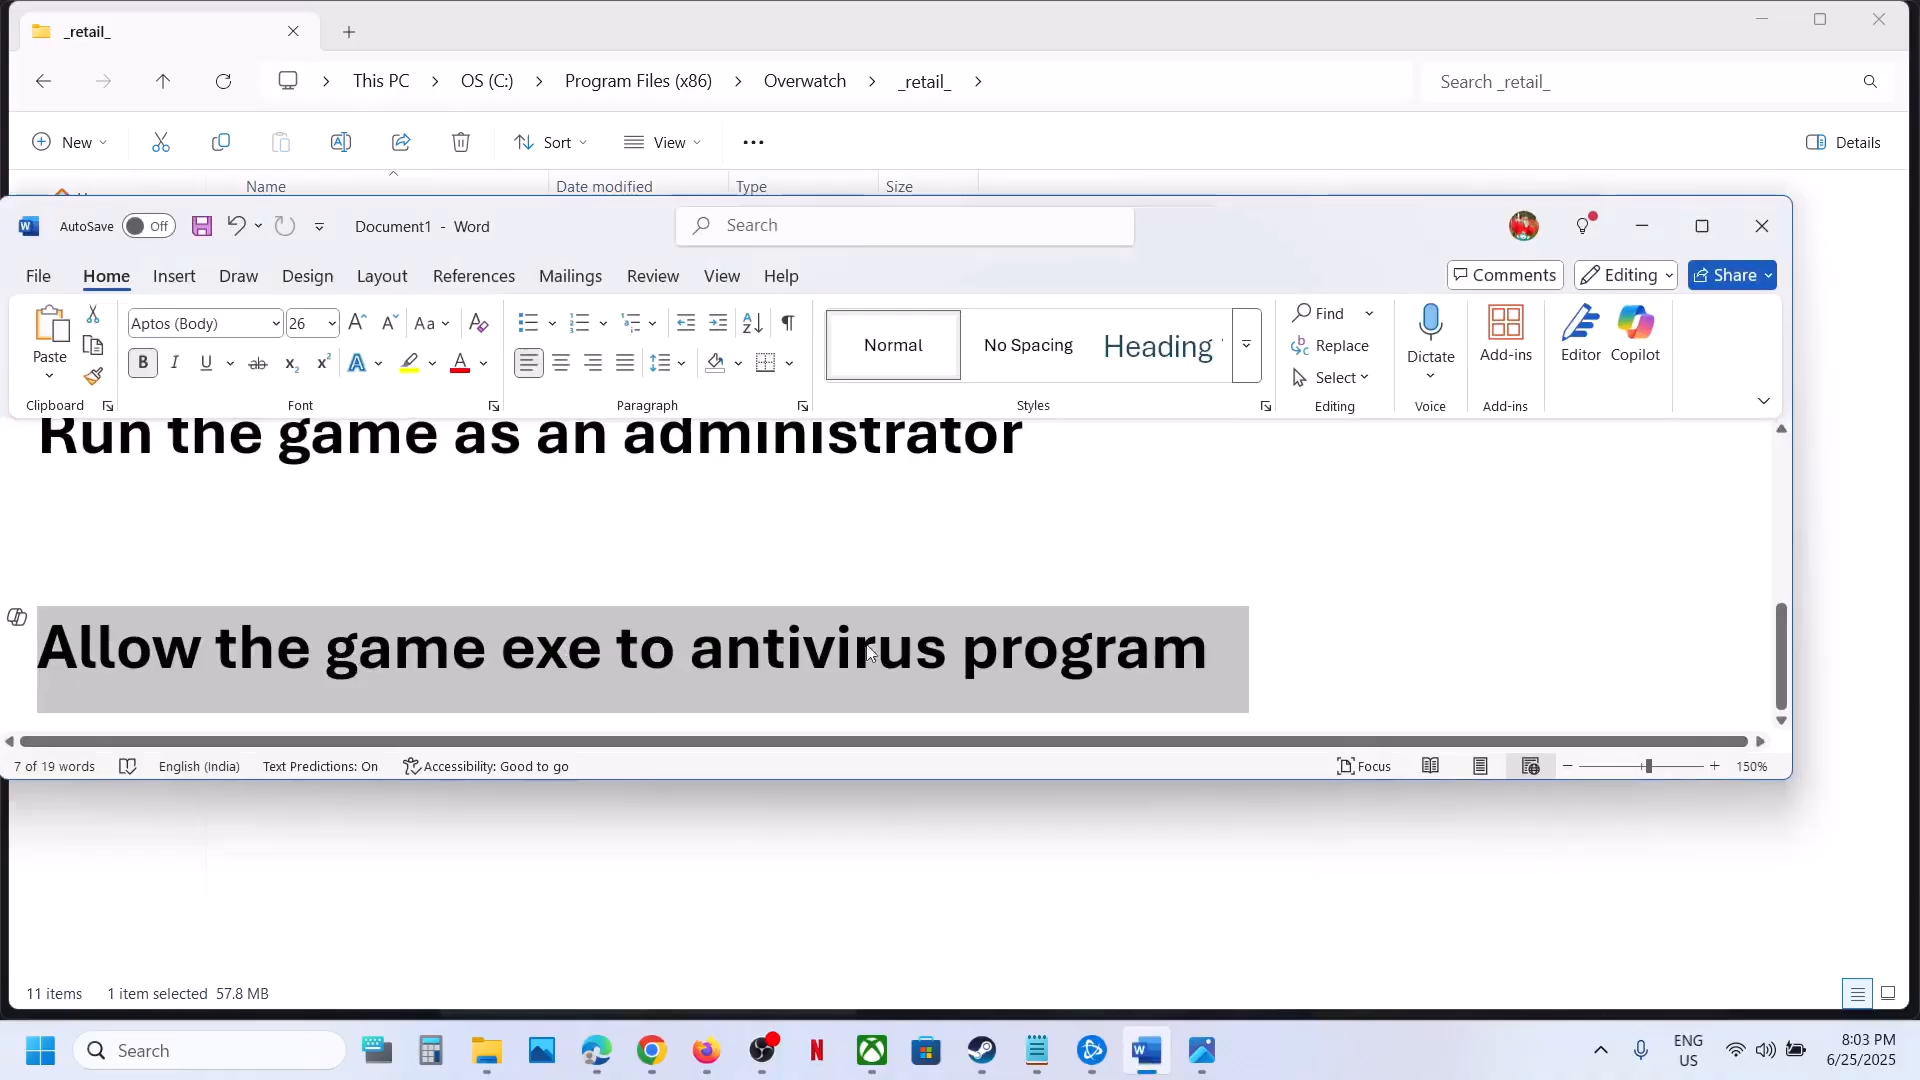 _retail_
This PC
OS (C:)
Program Files (x86)
Overwatch
_retail_
Search _retail_
New
Sort
View
Details
Name
Date modified
Type
Size
AutoSave
Off
Document1 - Word
Search
File
Home
Insert
Draw
Design
Layout
References
Mailings
Review
View
Help
Comments
Editing
Share
Paste
Aptos (Body)
26
Normal
No Spacing
Heading
Find
Replace
Select
Dictate
Add-ins
Editor
Copilot
Clipboard
Font
Paragraph
Styles
Editing
Voice
Add-ins
Run the game as an administrator
Allow the game exe to antivirus program
7 of 19 words
English (India)
Text Predictions: On
Accessibility: Good to go
Focus
150%
11 items
1 item selected 57.8 MB
Search
ENG
US
8:03 PM
6/25/2025